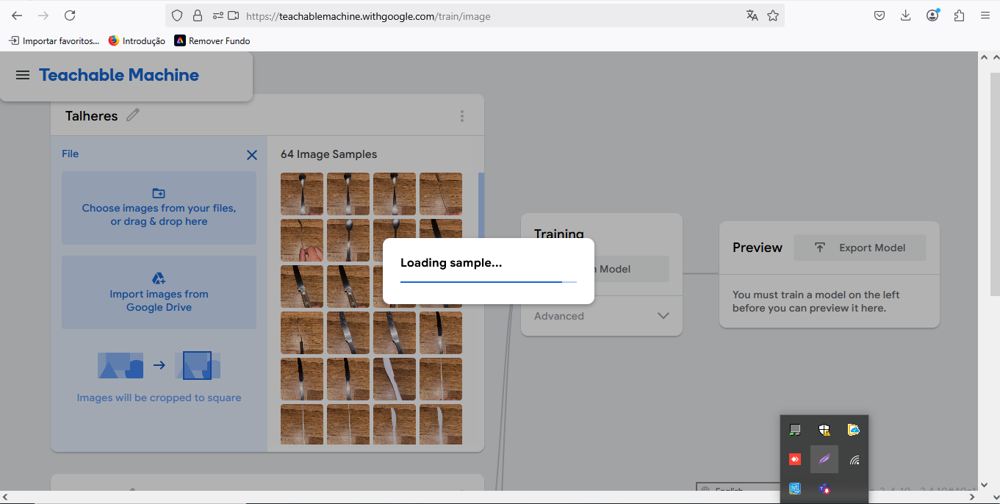 https://teachablemachine.withgoogle.com/train/image
Importar favoritos...
Introdução
Remover Fundo
Teachable Machine
Talheres
File
64 Image Samples
Choose images from your files,
or drag & drop here
Import images from
Google Drive
Images will be cropped to square
Loading sample...
Training
Model
Advanced
Preview
Export Model
You must train a model on the left
before you can preview it here.
English